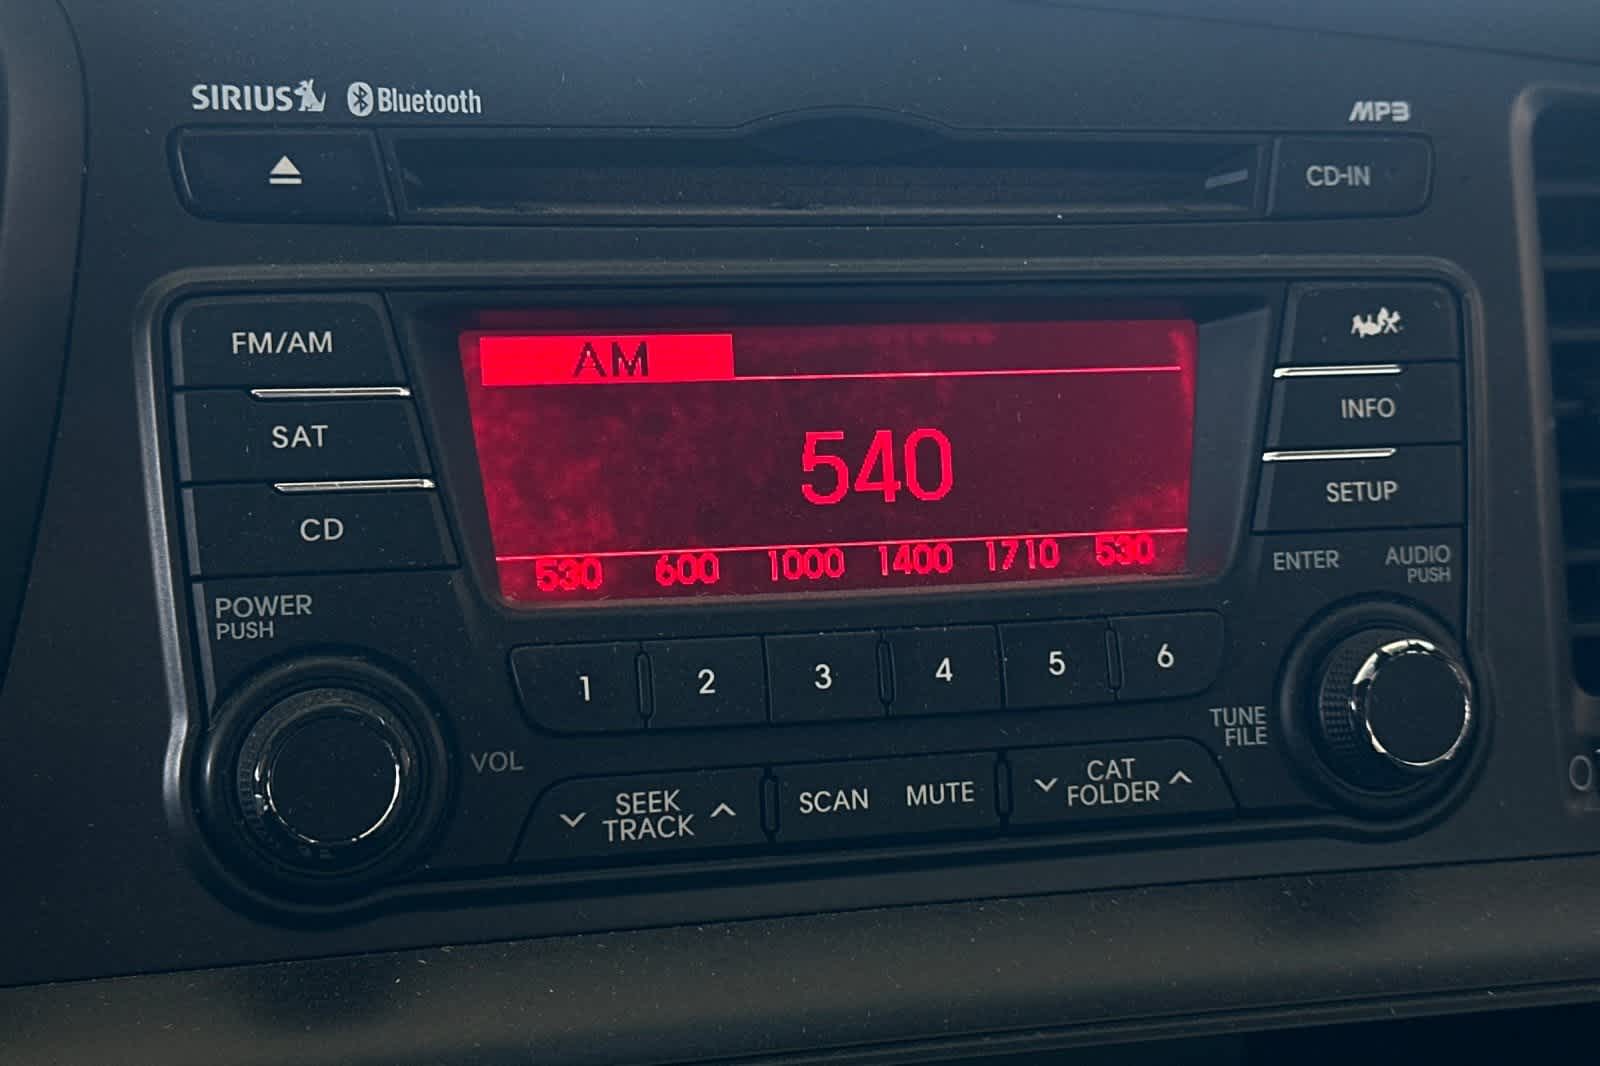 SIRIUS Bluetooth
MP3
CD-IN
FM/AM
SAT
CD
AM
540
530 600 1000 1400 1710 530
INFO
SETUP
ENTER
AUDIO
PUSH
POWER
PUSH
VOL
1 2 3 4 5 6
TUNE
FILE
SEEK
TRACK
SCAN MUTE
CAT
FOLDER